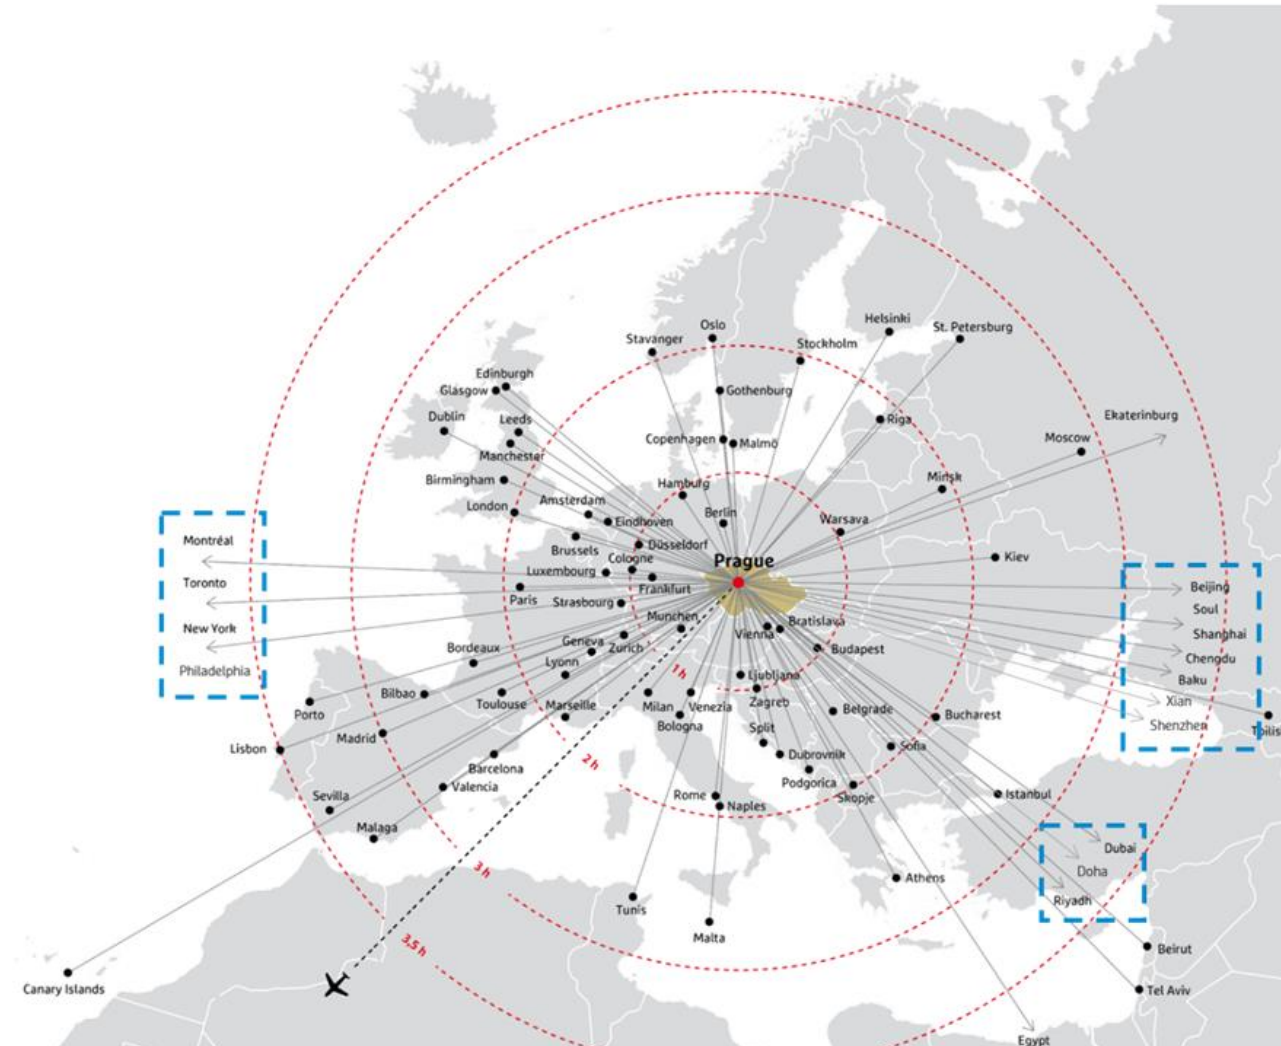 Oslo
Helsinki
St. Petersburg
Stavanger
Stockholm
Edinburgh
Glasgow
Gothenburg
Dublin
Leeds
Riga
Ekaterinburg
Copenhagen
Malmö
Moscow
Manchester
Birmingham
Hamburg
Minsk
Amsterdam
London
Eindhoven
Berlin
Warsava
Brussels
Düsseldorf
Cologne
Prague
Kiev
Montréal
Luxembourg
Frankfurt
Toronto
Paris
Strasbourg
Beijing
Soul
Munchen
Bratislava
New York
Vienna
Shanghai
Geneva
Zurich
Bordeaux
Budapest
Chengdu
Lyonn
Philadelphia
1 h
Ljubljana
Baku
Bilbao
Toulouse
Marseille
Milan
Venezia
Zagreb
Xian
Porto
Belgrade
Bucharest
Shenzhen
Bologna
Split
Tbilis
Madrid
Lisbon
Sofia
Dubrovnik
2 h
Barcelona
Podgorica
Valencia
Sevilla
Rome
Naples
Skopje
Istanbul
Malaga
Dubai
3 h
Doha
Athens
Riyadh
Tunis
Malta
3,5 h
Beirut
Canary Islands
Tel Aviv
Egypt